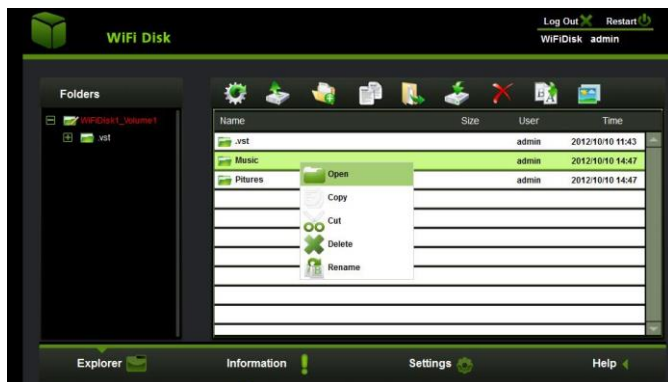 Log Out Restart
WiFi Disk
WiFiDisk admin
Folders
WiFiDisk1_Volume1
.vst
Name Size User Time
.vst admin 2012/10/10 11:43
Music admin 2012/10/10 14:47
Pitures admin 2012/10/10 14:47
Open
Copy
Cut
Delete
Rename
Explorer Information Settings Help